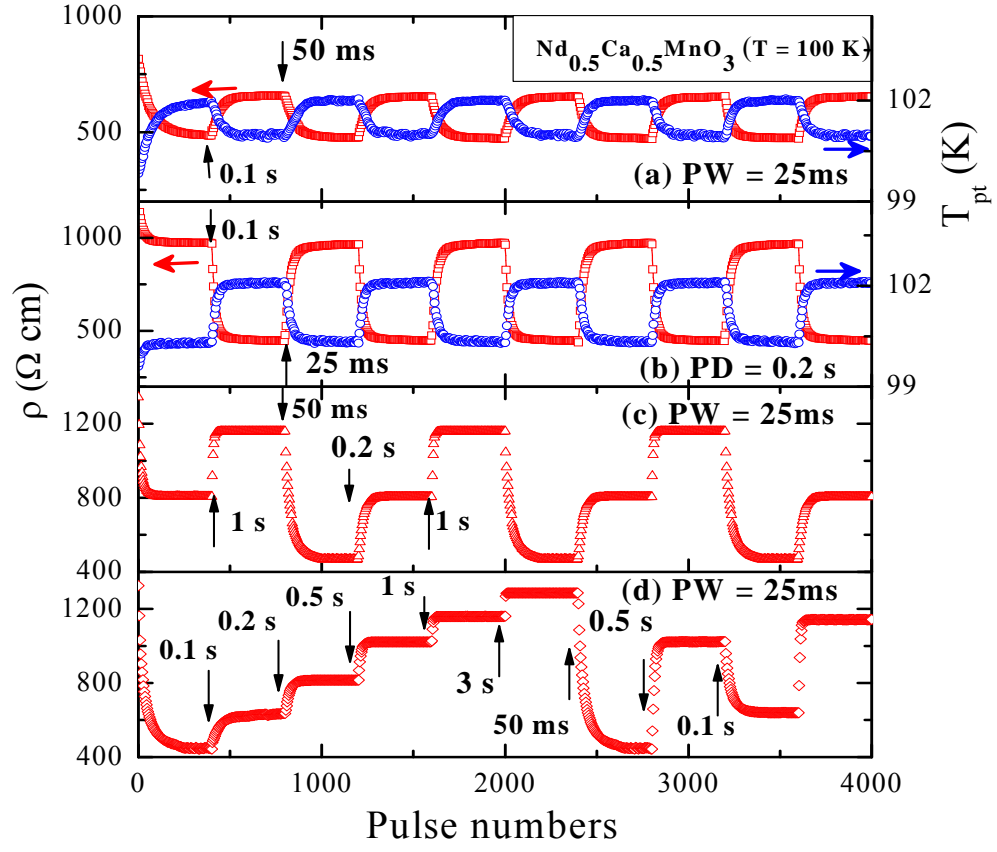 1000
500
50 ms
Nd0.5Ca0.5MnO3 (T = 100 K)
102
0.1 s
(a) PW = 25ms
99
Tpt (K)
0.1 s
1000
500
102
25 ms
(b) PD = 0.2 s
99
ρ (Ω cm)
50 ms
(c) PW = 25ms
1200
0.2 s
800
1 s
1 s
400
(d) PW = 25ms
1200
0.1 s
0.2 s
0.5 s
1 s
0.5 s
800
3 s
50 ms
0.1 s
400
0
1000
2000
3000
4000
Pulse numbers